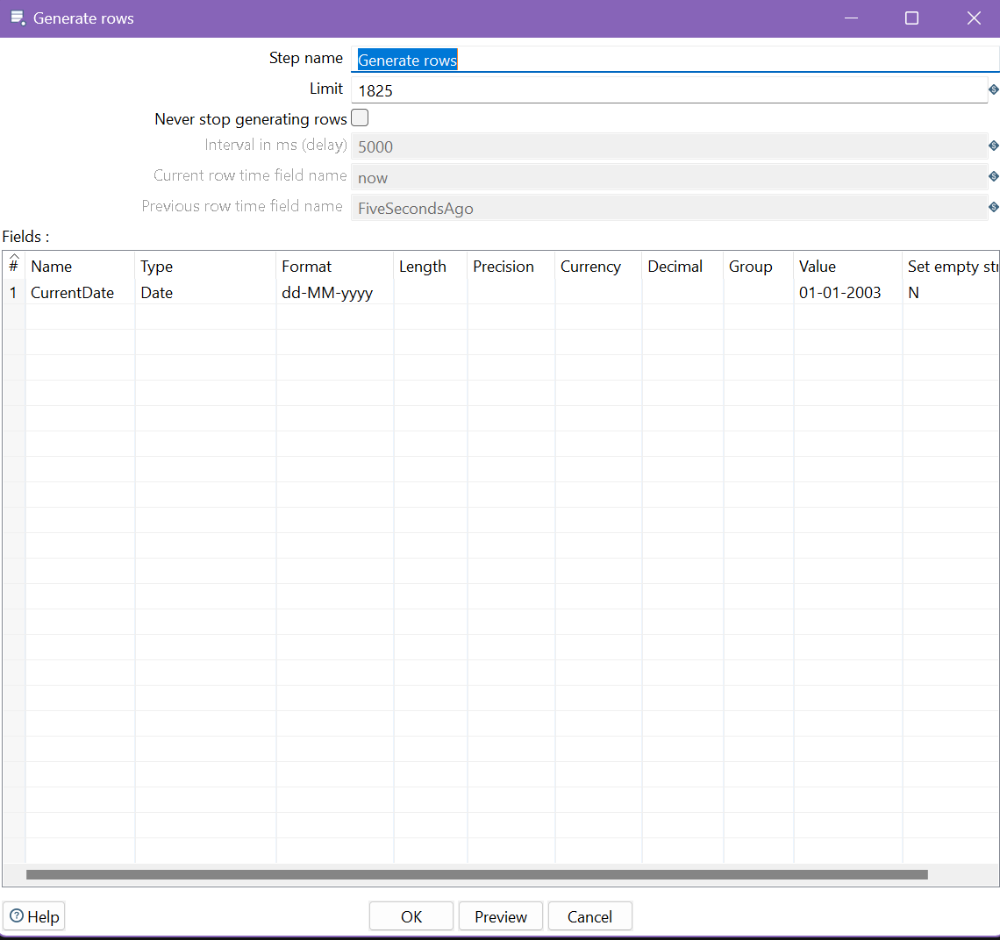 Generate rows
Step name Generate rows
Limit 1825
Never stop generating rows
Interval in ms (delay) 5000
Current row time field name now
Previous row time field name FiveSecondsAgo
Fields :
# Name Type Format Length Precision Currency Decimal Group Value Set empty str
1 CurrentDate Date dd-MM-yyyy 01-01-2003 N
Help OK Preview Cancel